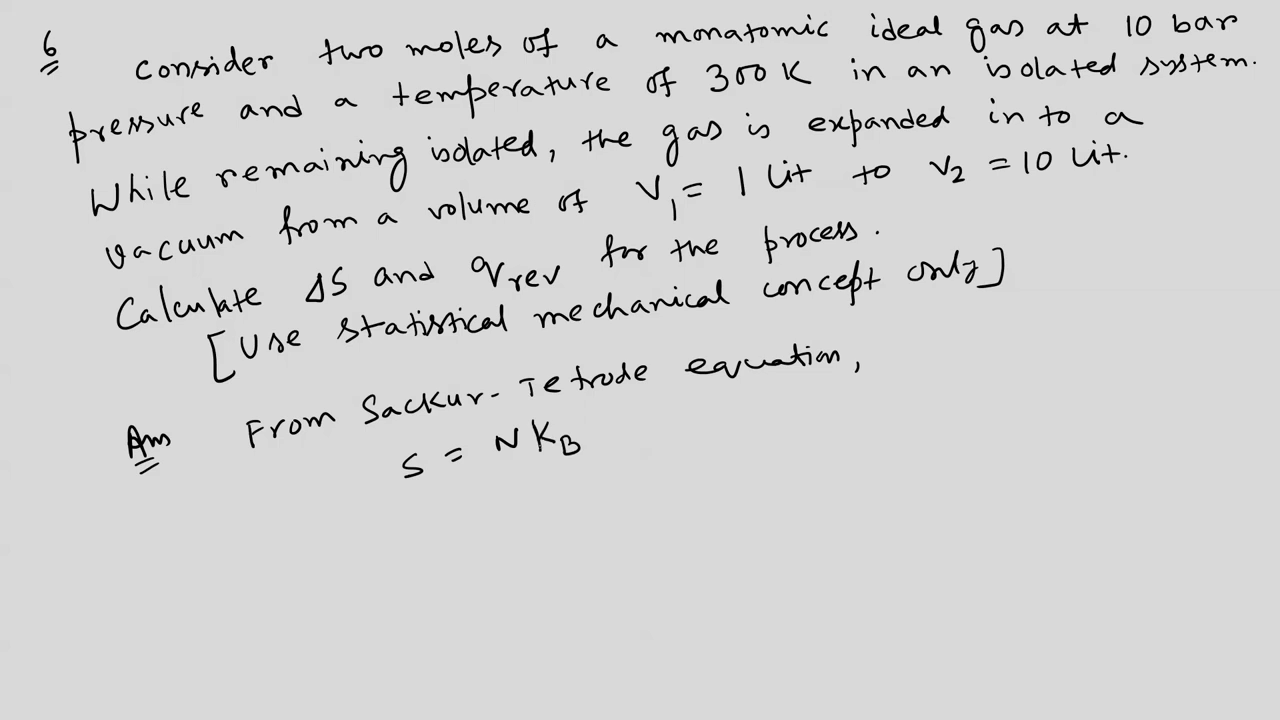 6 Consider two moles of a monatomic ideal gas at 10 bar
pressure and a temperature of 300K in an isolated system.
While remaining isolated, the gas is expanded in to a
vacuum from a volume of V₁ = 1 Lit to V₂ = 10 Lit.
Calculate ΔS and qrev for the process.
[Use statistical mechanical concept only]
Ans From Sackur-Tetrode equation,
S = NKB